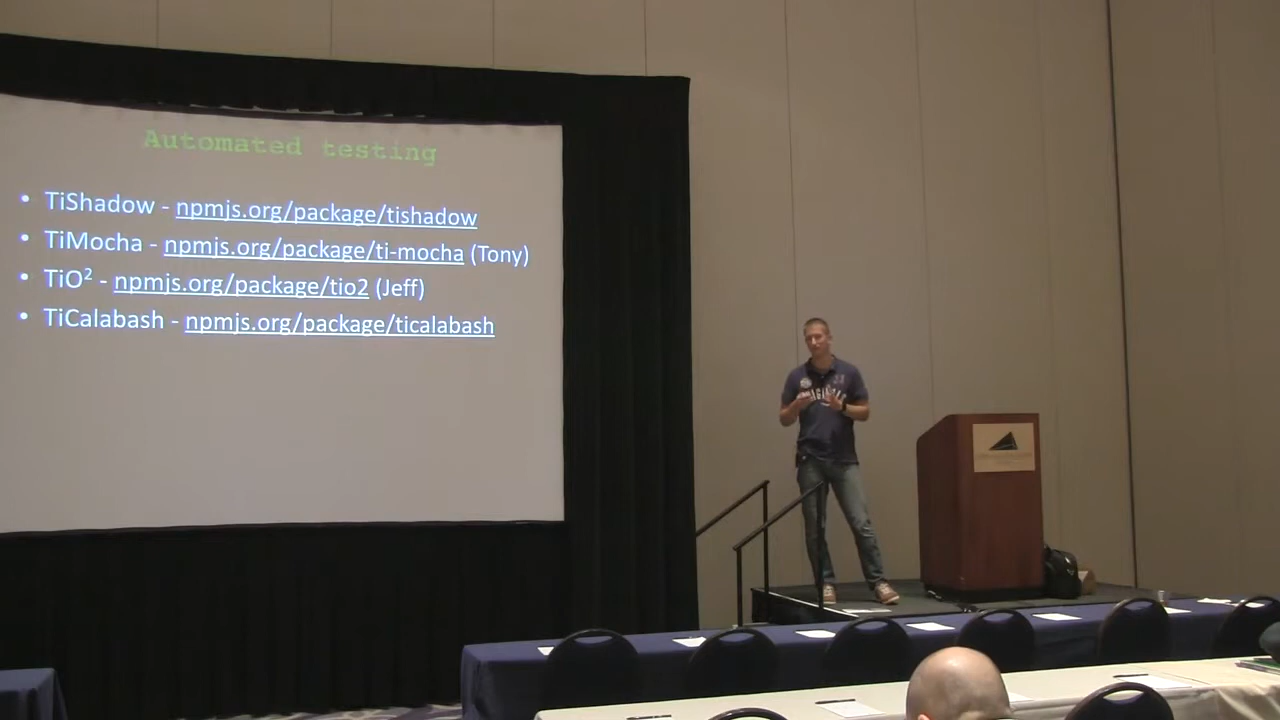 Automated testing
• TiShadow - npmjs.org/package/tishadow
• TiMocha - npmjs.org/package/ti-mocha (Tony)
• TiO² - npmjs.org/package/tio2 (Jeff)
• TiCalabash - npmjs.org/package/ticalabash